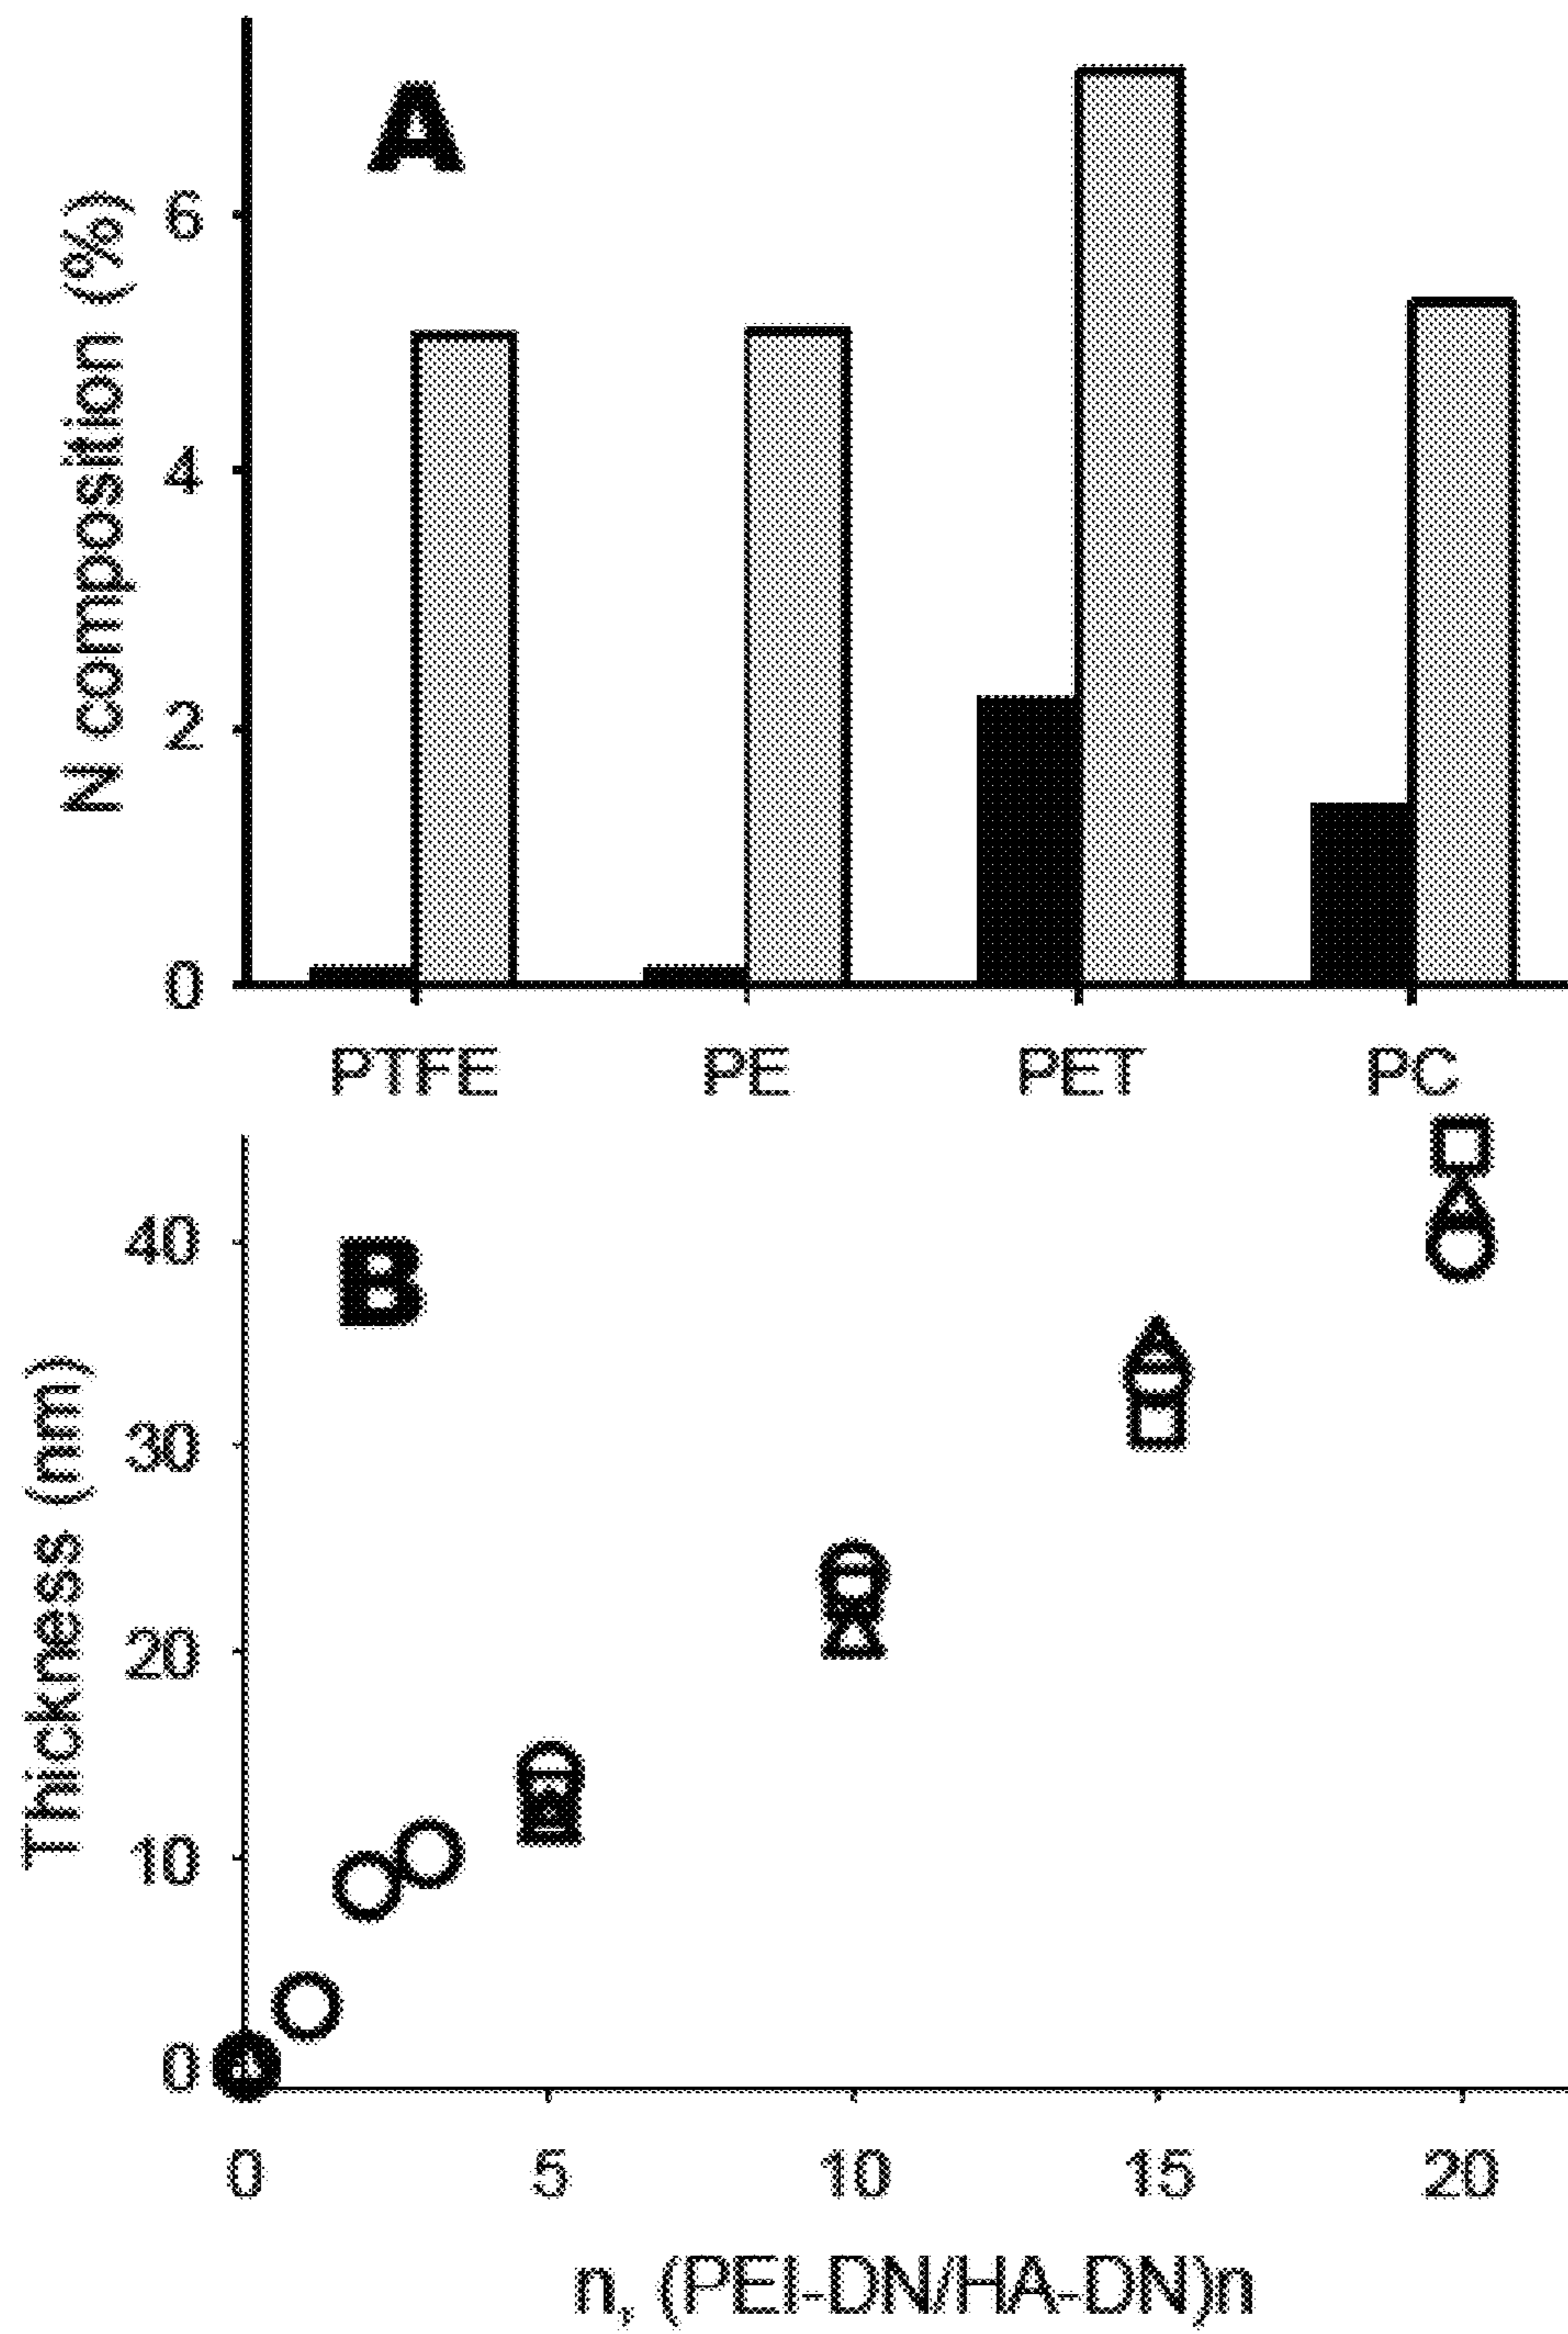 A
N composition (%)
6
4
2
0
PTFE PE PET PC
B
Thickness (nm)
40
30
20
10
0
0 5 10 15 20
n, (PEI-DN/HA-DN)n